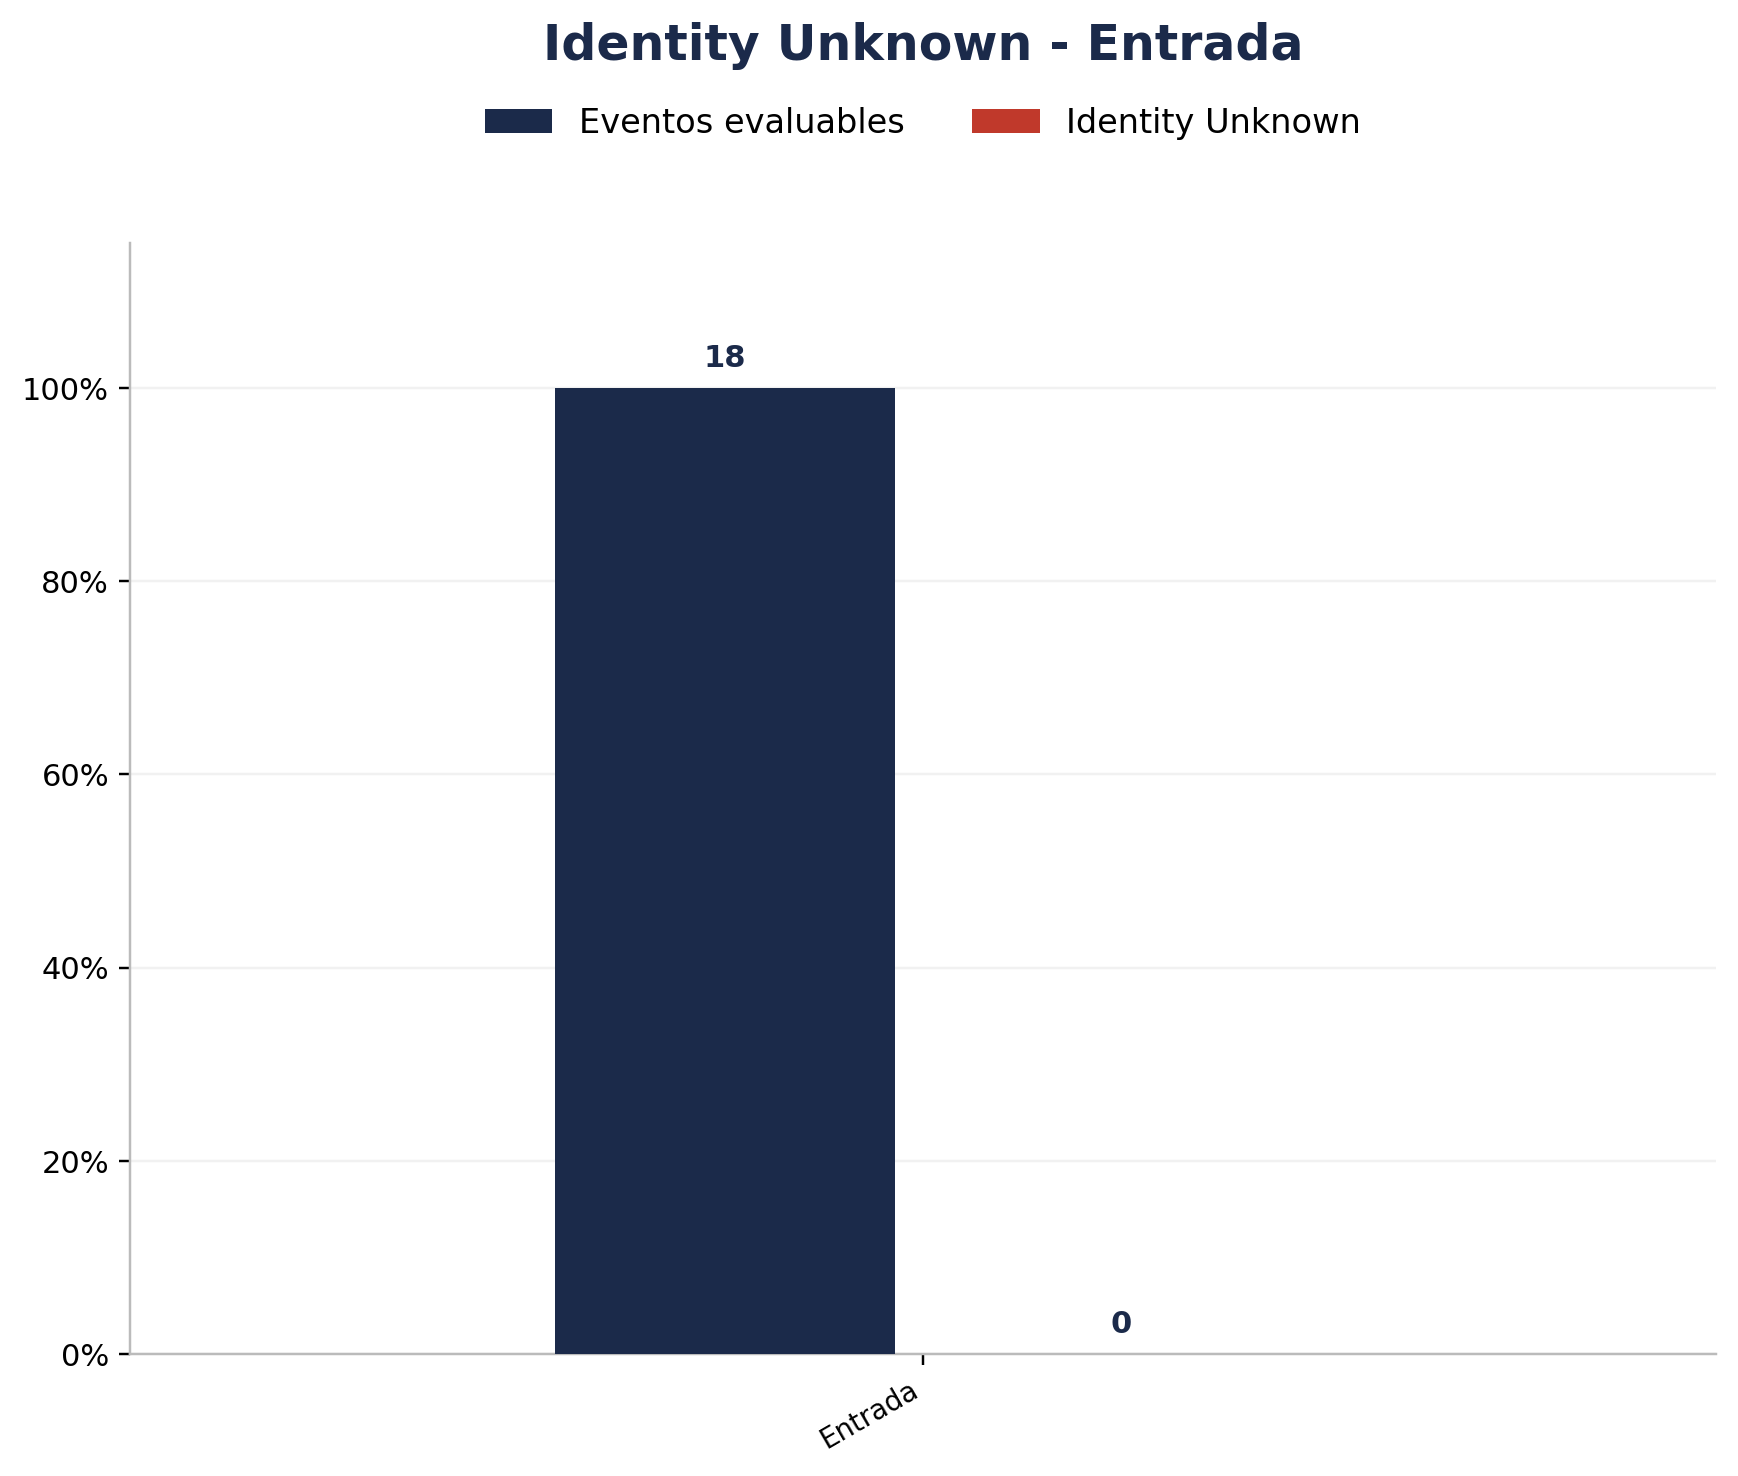 Identity Unknown - Entrada
Eventos evaluables
Identity Unknown
18
100%
80%
60%
40%
20%
0
0%
Entrada